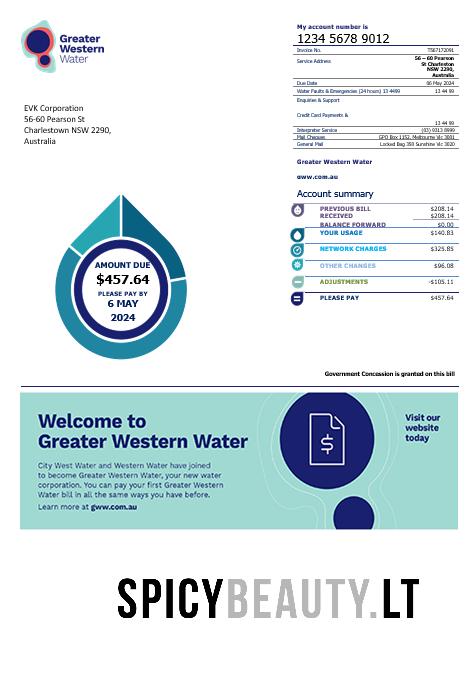 Greater
Western
Water
My account number is
1234 5678 9012
Invoice No. T567172091
Service Address 56 – 60 Pearson
St Charleston
NSW 2290,
Australia
Due Date 06 May 2024
Water Faults & Emergencies (24 hours) 13 4499 13 44 99
Enquiries & Support
Credit Card Payments &
13 44 99
Interpreter Service (03) 9313 8999
Mail Cheques GPO Box 1152, Melbourne Vic 3001
General Mail Locked Bag 350 Sunshine Vic 3020
EVK Corporation
56-60 Pearson St
Charlestown NSW 2290,
Australia
Greater Western Water
gww.com.au
Account summary
PREVIOUS BILL $208.14
RECEIVED $208.14
BALANCE FORWARD $0.00
YOUR USAGE $140.83
NETWORK CHARGES $325.85
OTHER CHARGES $96.08
ADJUSTMENTS -$105.11
PLEASE PAY $457.64
AMOUNT DUE
$457.64
PLEASE PAY BY
6 MAY
2024
Government Concession is granted on this bill
Welcome to
Greater Western Water
City West Water and Western Water have joined
to become Greater Western Water, your new water
corporation. You can pay your first Greater Western
Water bill in all the same ways you have before.
Learn more at gww.com.au
Visit our
website
today
SPICYBEAUTY.LT